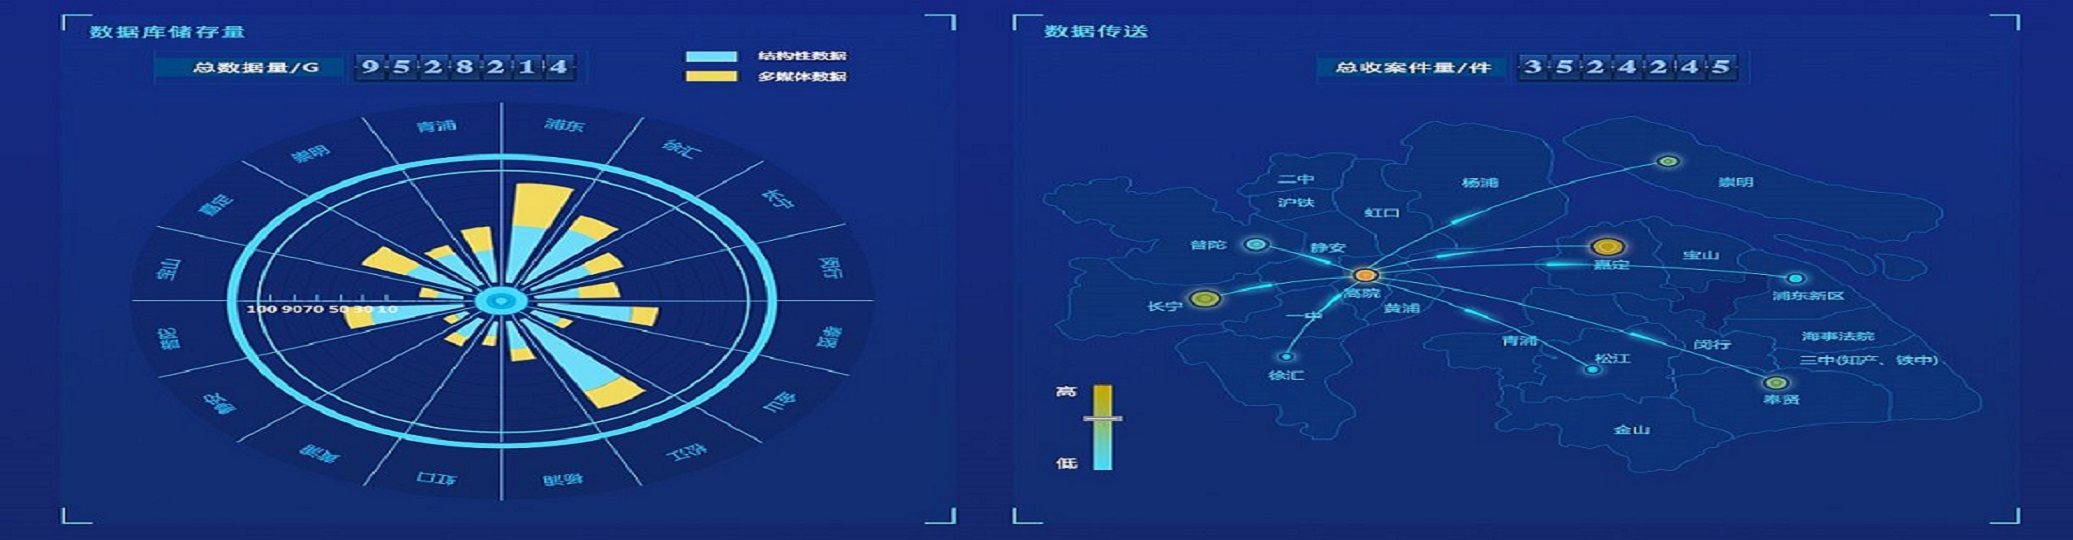 数据库储存量
总数据量/G 9528214
结构性数据
多媒体数据
青浦
浦东
崇明
徐汇
嘉定
长宁
宝山
闵行
100 9070 50 30 10
普陀
奉贤
静安
金山
黄浦
松江
虹口
杨浦
数据传送
总收案件量/件 3524245
二中
杨浦
崇明
沪铁
虹口
普陀
静安
宝山
嘉定
高院
浦东新区
长宁
黄浦
一中
海事法院
青浦
闵行
松江
三中(知产、铁中)
徐汇
高
奉贤
金山
低